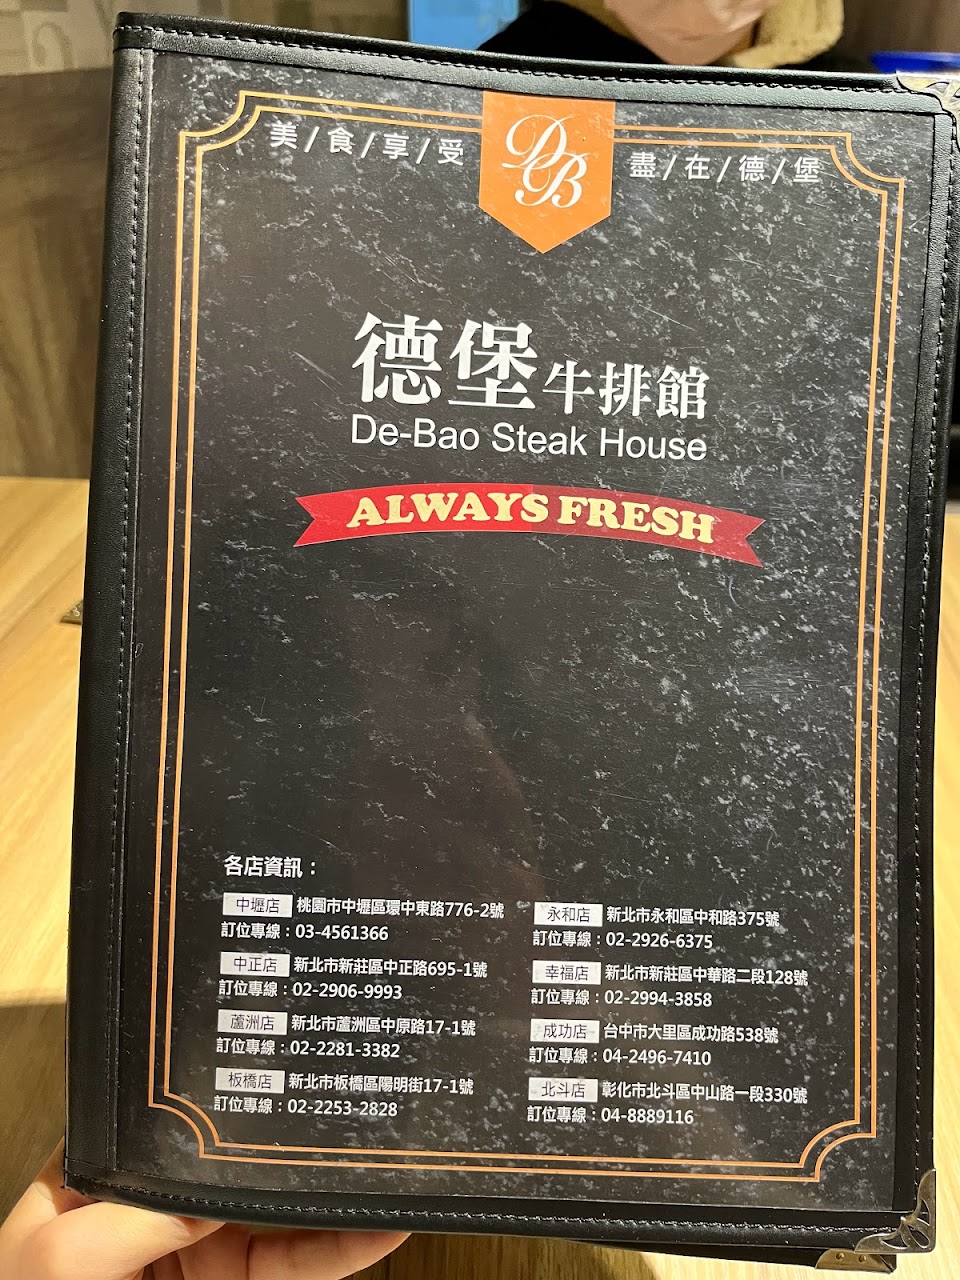 美/食/享/受
DB
盡/在/德/堡
德堡牛排館
De-Bao Steak House
ALWAYS FRESH
各店資訊：
中壢店 桃園市中壢區環中東路776-2號
訂位專線：03-4561366
中正店 新北市新莊區中正路695-1號
訂位專線：02-2906-9993
蘆洲店 新北市蘆洲區中原路17-1號
訂位專線：02-2281-3382
板橋店 新北市板橋區陽明街17-1號
訂位專線：02-2253-2828
永和店 新北市永和區中和路375號
訂位專線：02-2926-6375
幸福店 新北市新莊區中華路二段128號
訂位專線：02-2994-3858
成功店 台中市大里區成功路538號
訂位專線：04-2496-7410
北斗店 彰化市北斗區中山路一段330號
訂位專線：04-8889116